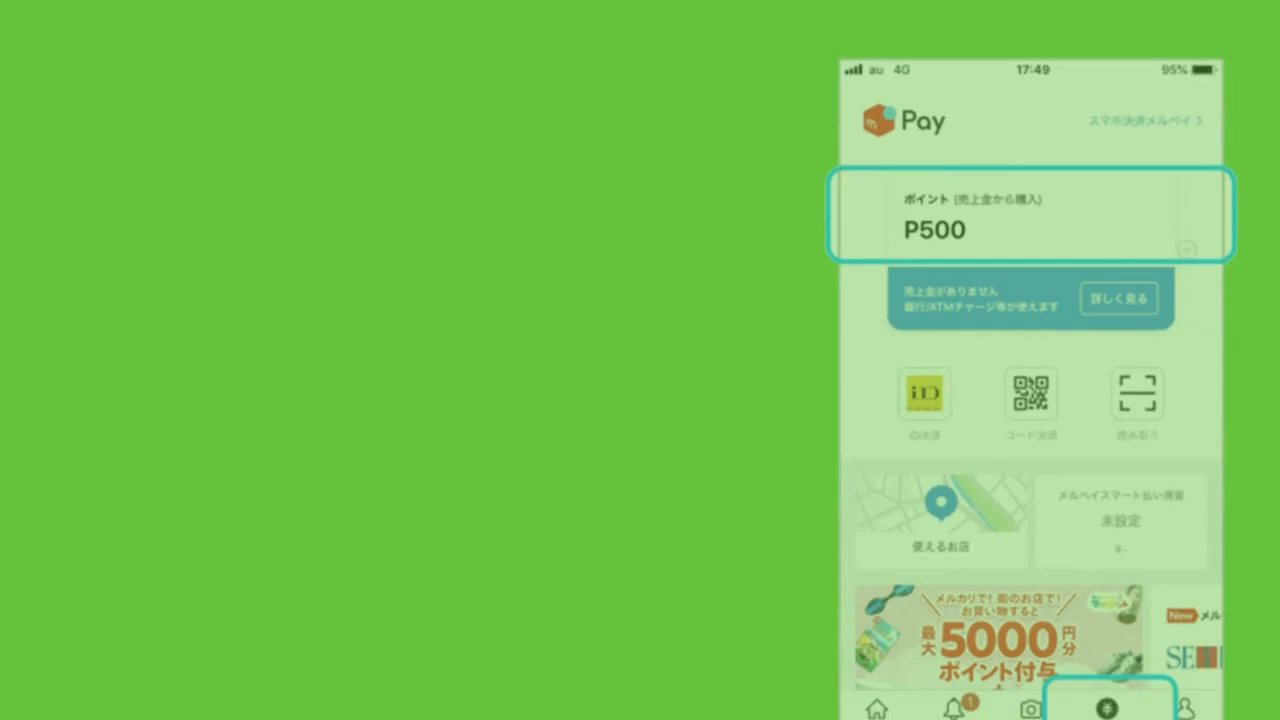 au 4G 17:49 95%
m Pay スマホ決済メルペイ >
ポイント (売上金から購入)
P500
売上金がありません
銀行/ATMチャージ等が使えます
詳しく見る
iD
iD決済 コード決済 読み取り
メルペイスマート払い清算
未設定
¥-
使えるお店
メルカリで! 街のお店で!
お買い物すると
最大5000円分
ポイント付与
New メル
SE
1
¥